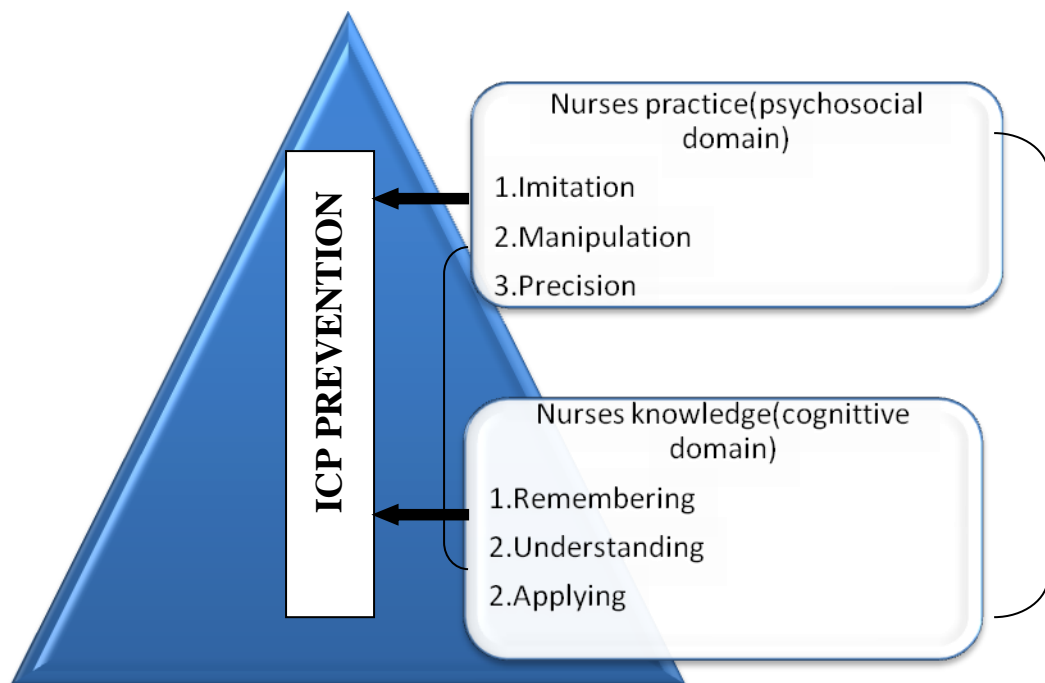 ICP PREVENTION
Nurses practice(psychosocial
domain)
1.Imitation
2.Manipulation
3.Precision
Nurses knowledge(cognittive
domain)
1.Remembering
2.Understanding
2.Applying